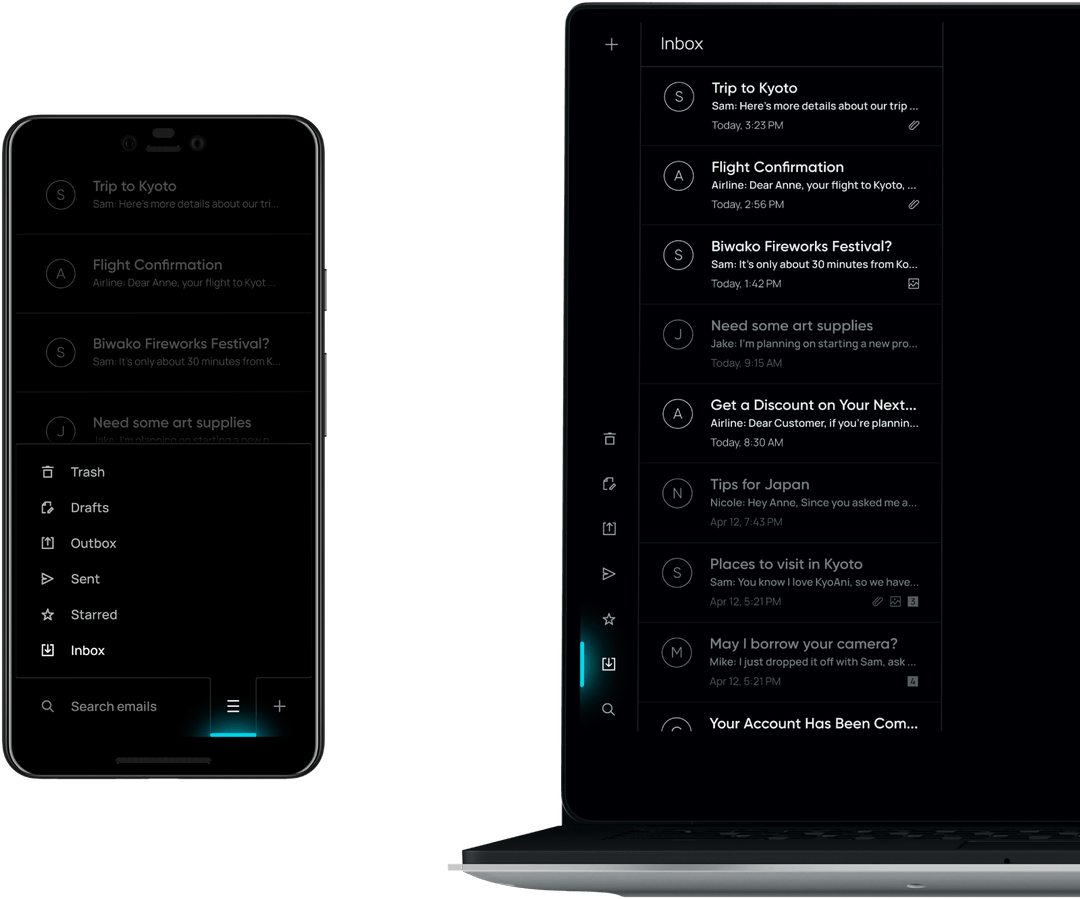 S
Trip to Kyoto
Sam: Here's more details about our tri...
A
Flight Confirmation
Airline: Dear Anne, your flight to Kyot ...
S
Biwako Fireworks Festival?
Sam: It's only about 30 minutes from K...
J
Need some art supplies
Jake: I'm planning on starting a new p
Trash
Drafts
Outbox
Sent
Starred
Inbox
Search emails
Inbox
S
Trip to Kyoto
Sam: Here's more details about our trip ...
Today, 3:23 PM
A
Flight Confirmation
Airline: Dear Anne, your flight to Kyoto, ...
Today, 2:56 PM
S
Biwako Fireworks Festival?
Sam: It's only about 30 minutes from Ko...
Today, 1:42 PM
J
Need some art supplies
Jake: I'm planning on starting a new pro...
Today, 9:15 AM
A
Get a Discount on Your Next...
Airline: Dear Customer, if you're plannin...
Today, 8:30 AM
N
Tips for Japan
Nicole: Hey Anne, Since you asked me a...
Apr 12, 7:43 PM
S
Places to visit in Kyoto
Sam: You know I love KyoAni, so we have...
Apr 12, 5:21 PM
3
M
May I borrow your camera?
Mike: I just dropped it off with Sam, ask ...
Apr 12, 5:21 PM
4
Your Account Has Been Com...